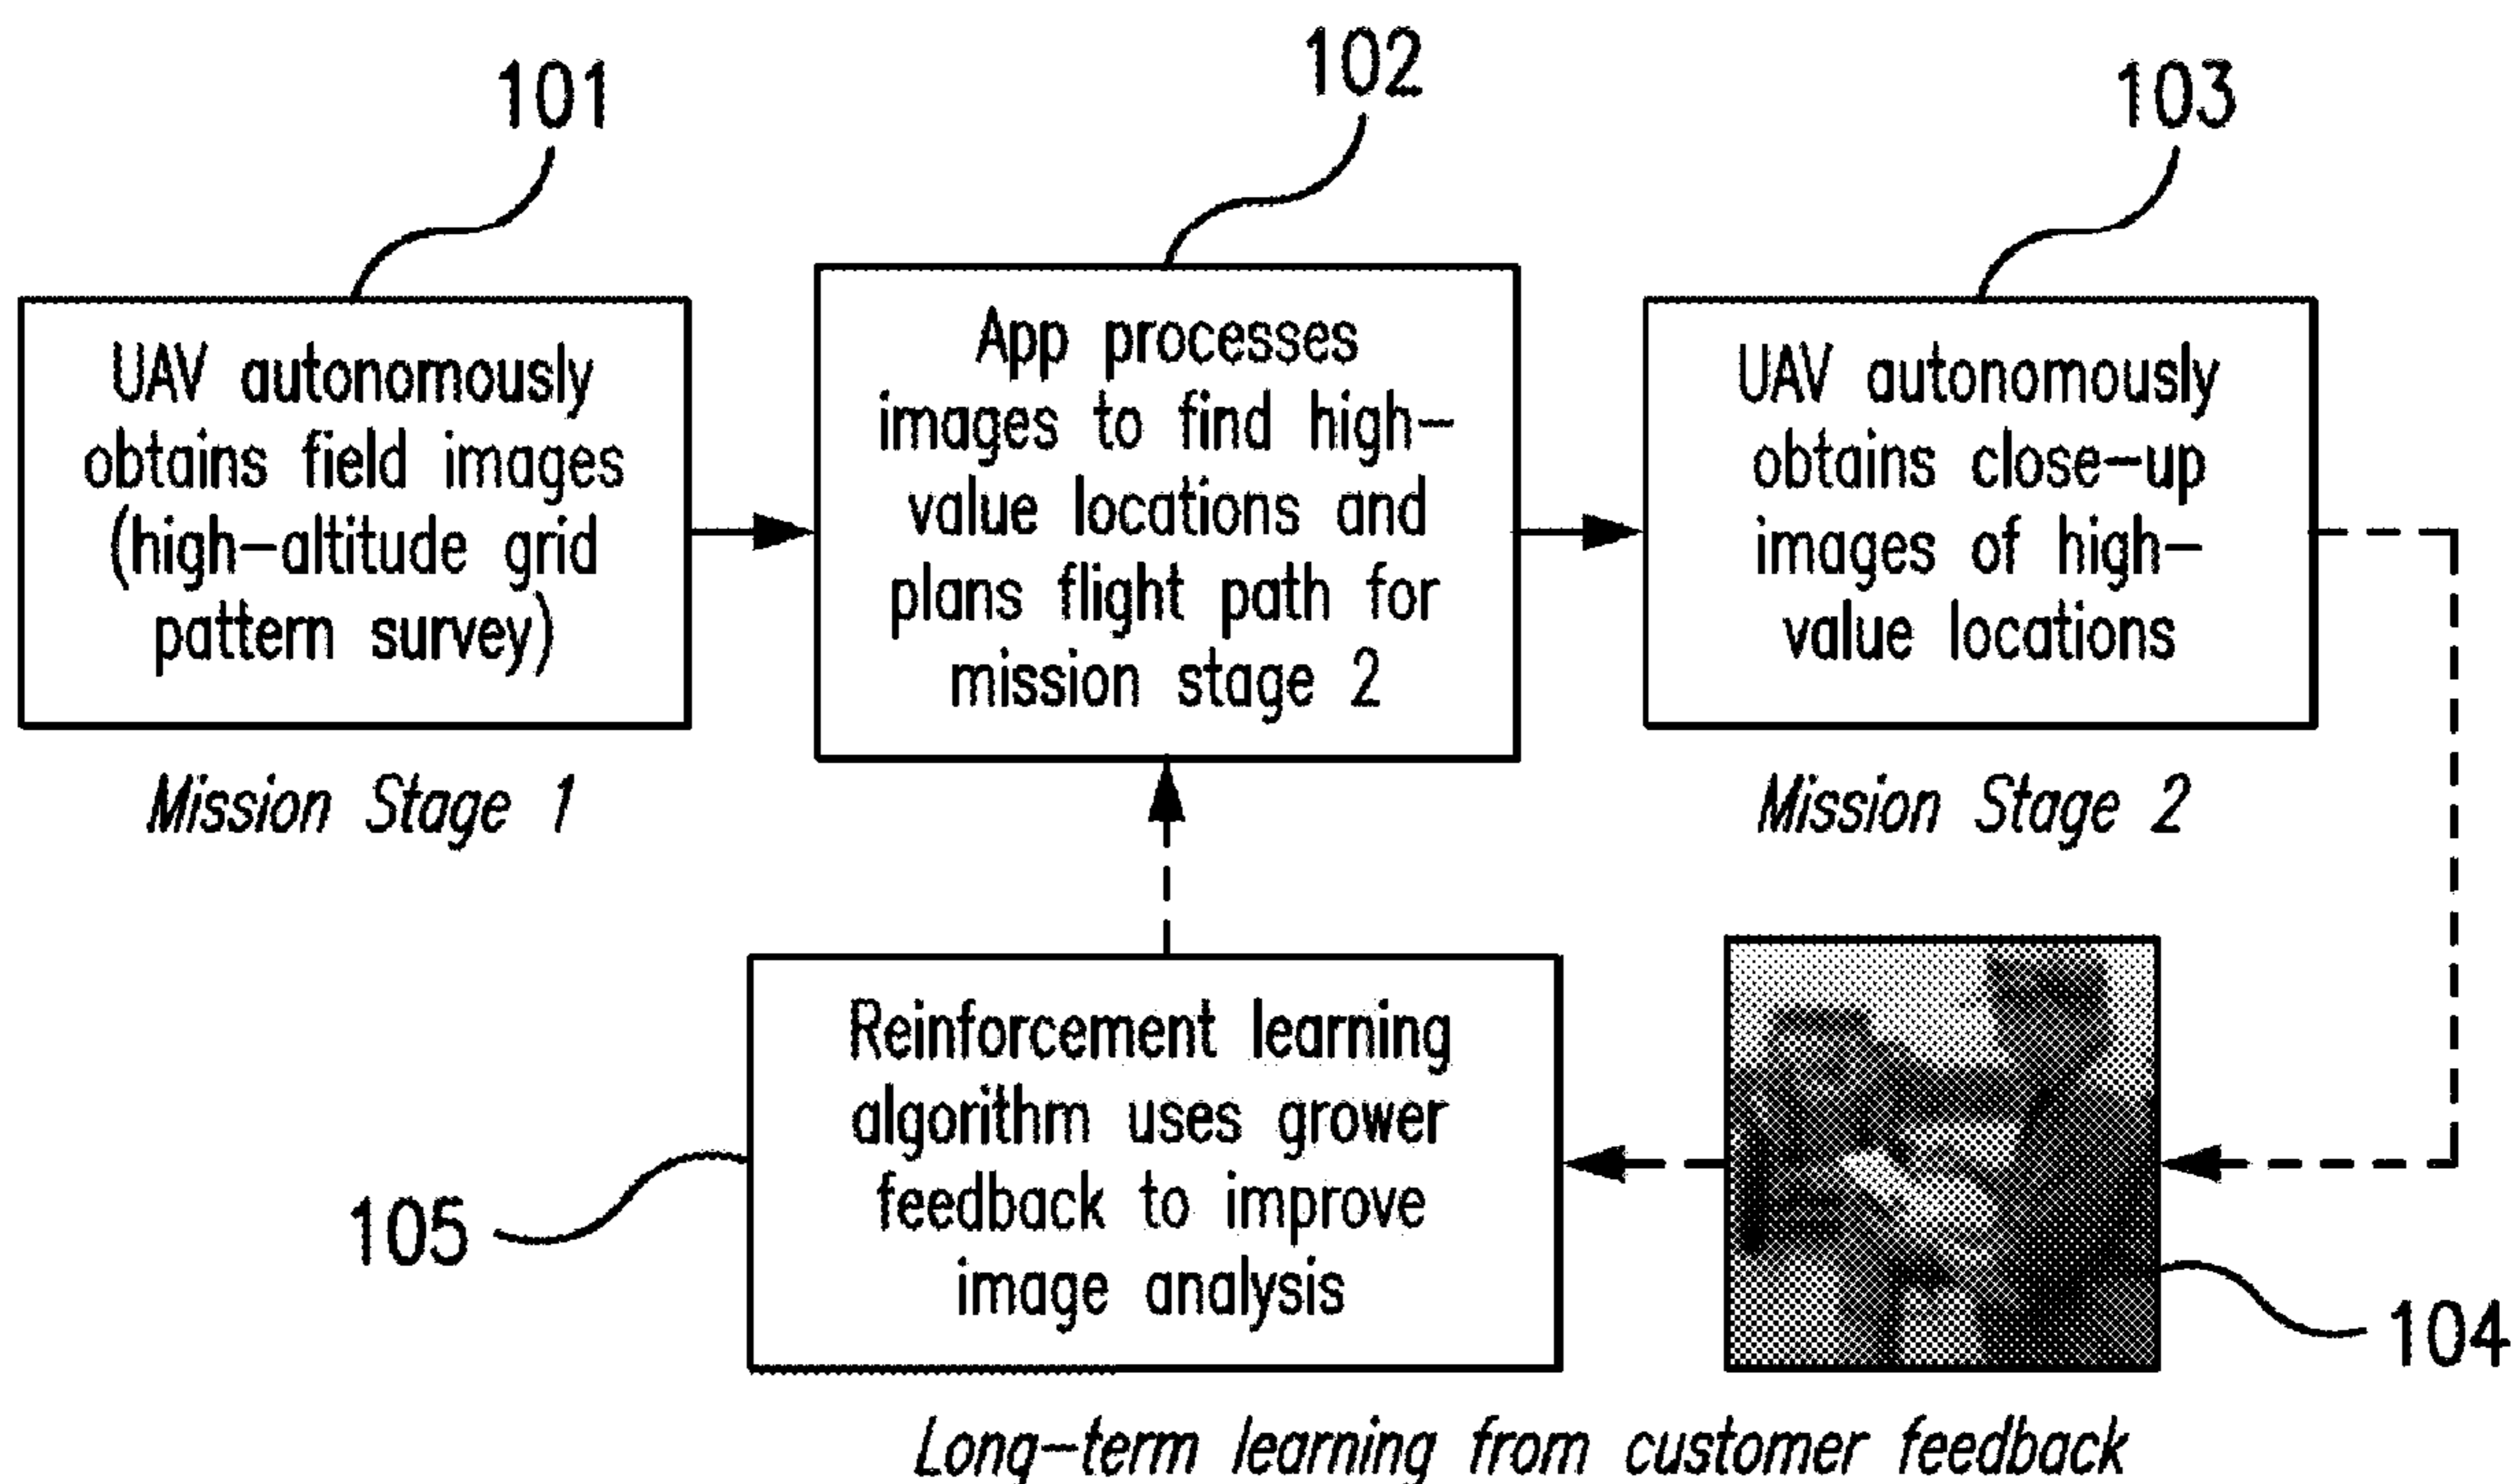 101
102
103
UAV autonomously
obtains field images
(high-altitude grid
pattern survey)
App processes
images to find high-
value locations and
plans flight path for
mission stage 2
UAV autonomously
obtains close-up
images of high-
value locations
Mission Stage 1
Mission Stage 2
Reinforcement learning
algorithm uses grower
feedback to improve
image analysis
105
104
Long-term learning from customer feedback